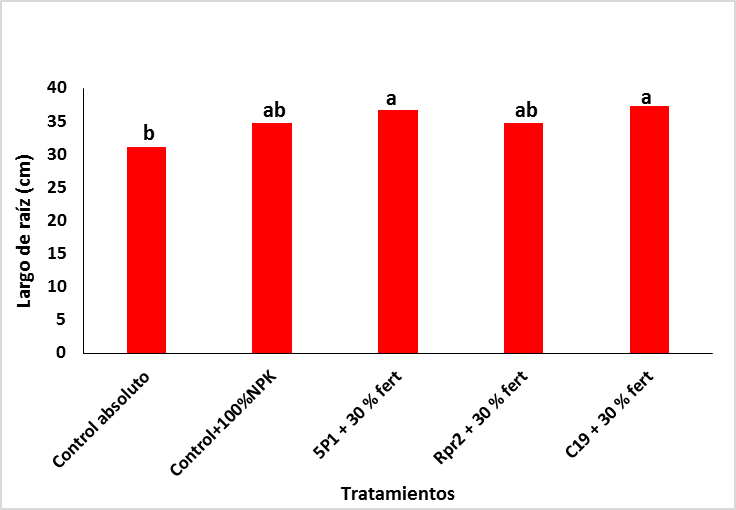 Largo de raíz (cm)
40
35
30
25
20
15
10
5
0
b
ab
a
ab
a
Control absoluto
Control+100%NPK
5P1 + 30 % fert
Rpr2 + 30 % fert
C19 + 30 % fert
Tratamientos